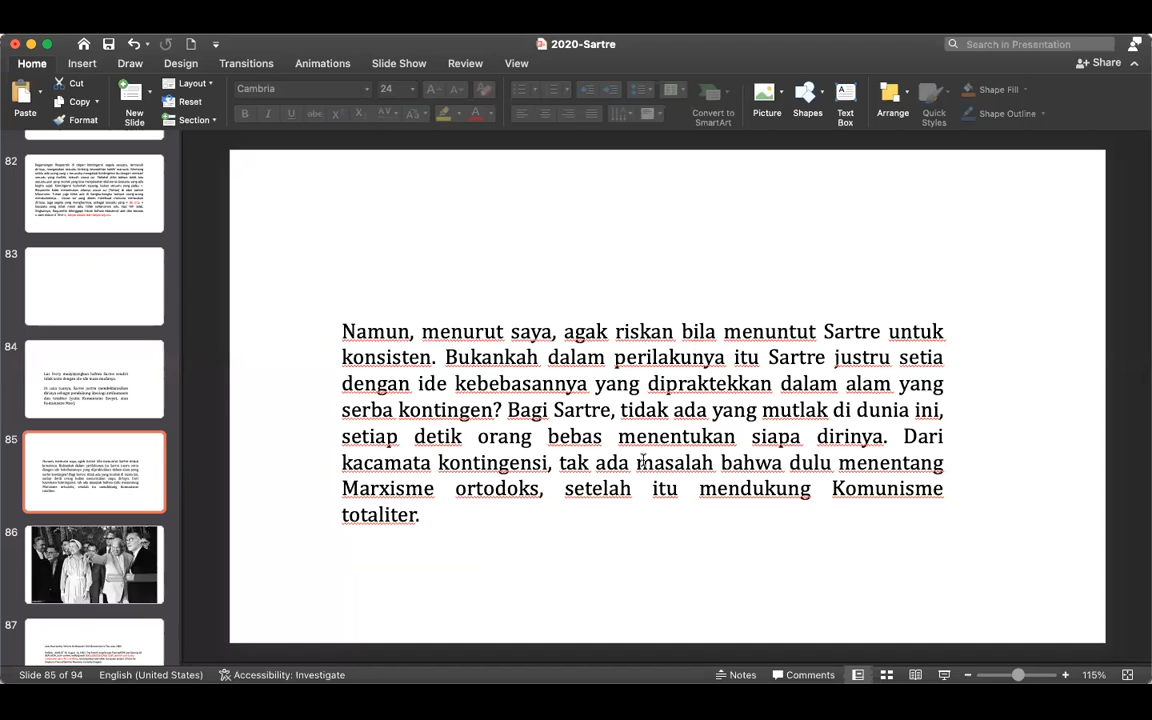 2020-Sartre
Search in Presentation
Home Insert Draw Design Transitions Animations Slide Show Review View
Share
Paste
Cut
Copy
Format
New
Slide
Layout
Reset
Section
Cambria 24
Convert to
SmartArt
Picture
Shapes
Text
Box
Arrange
Quick
Styles
Shape Fill
Shape Outline
82
83
84
85
86
87
Namun, menurut saya, agak riskan bila menuntut Sartre untuk
konsisten. Bukankah dalam perilakunya itu Sartre justru setia
dengan ide kebebasannya yang dipraktekkan dalam alam yang
serba kontingen? Bagi Sartre, tidak ada yang mutlak di dunia ini,
setiap detik orang bebas menentukan siapa dirinya. Dari
kacamata kontingensi, tak ada masalah bahwa dulu menentang
Marxisme ortodoks, setelah itu mendukung Komunisme
totaliter.
Slide 85 of 94 English (United States) Accessibility: Investigate
Notes Comments 115%